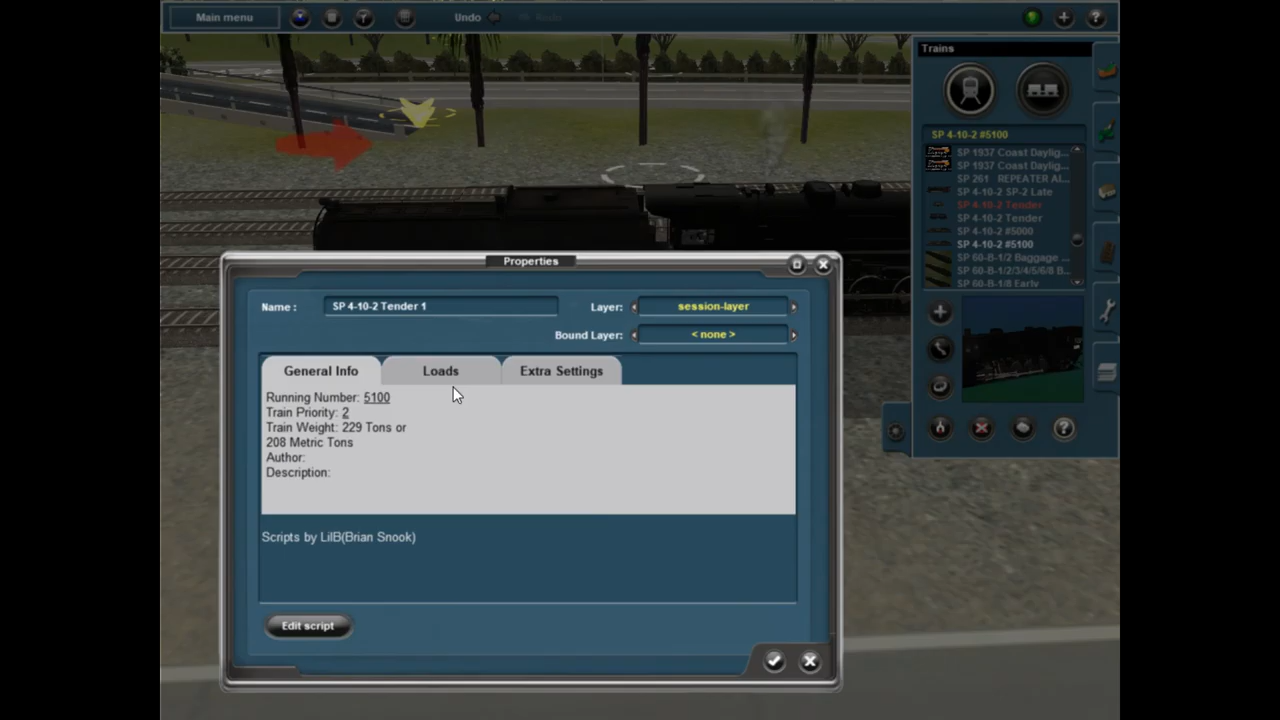 Main menu
Undo
Redo
Trains
SP 4-10-2 #5100
SP 1937 Coast Daylig...
SP 1937 Coast Daylig...
SP 261 REPEATER AI...
SP 4-10-2 SP-2 Late
SP 4-10-2 Tender
SP 4-10-2 Tender
SP 4-10-2 #5000
SP 4-10-2 #5100
SP 60-B-1/2 Baggage ...
SP 60-B-1/2/3/4/5/6/8 B...
SP 60-B-1/8 Early
Properties
Name : SP 4-10-2 Tender 1
Layer: session-layer
Bound Layer: < none >
General Info
Loads
Extra Settings
Running Number: 5100
Train Priority: 2
Train Weight: 229 Tons or
208 Metric Tons
Author:
Description:
Scripts by LilB(Brian Snook)
Edit script